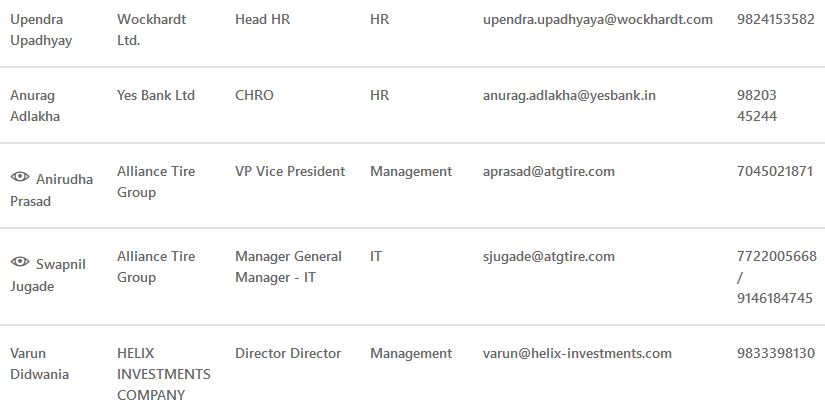 Upendra Upadhyay Wockhardt Ltd. Head HR HR upendra.upadhyaya@wockhardt.com 9824153582
Anurag Adlakha Yes Bank Ltd CHRO HR anurag.adlakha@yesbank.in 98203 45244
Anirudha Prasad Alliance Tire Group VP Vice President Management aprasad@atgtire.com 7045021871
Swapnil Jugade Alliance Tire Group Manager General Manager - IT IT sjugade@atgtire.com 7722005668 / 9146184745
Varun Didwania HELIX INVESTMENTS COMPANY Director Director Management varun@helix-investments.com 9833398130